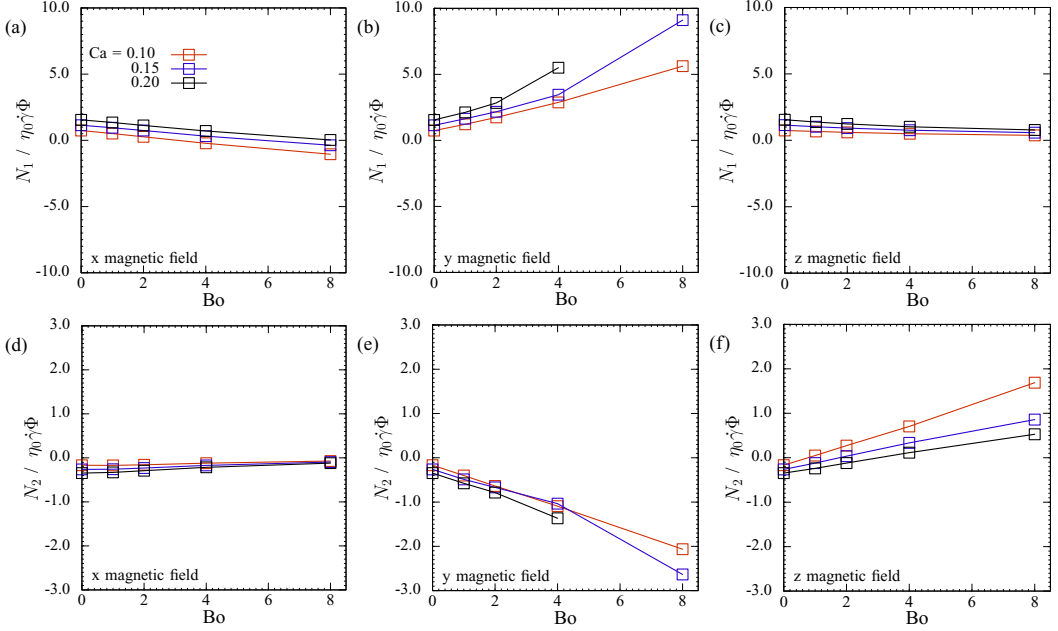 (a)
10.0
5.0
0.0
-5.0
-10.0
N₁ / η₀γ̇Φ
Ca = 0.10
0.15
0.20
x magnetic field
0 2 4 6 8
Bo
(b)
10.0
5.0
0.0
-5.0
-10.0
N₁ / η₀γ̇Φ
y magnetic field
0 2 4 6 8
Bo
(c)
10.0
5.0
0.0
-5.0
-10.0
N₁ / η₀γ̇Φ
z magnetic field
0 2 4 6 8
Bo
(d)
3.0
2.0
1.0
0.0
-1.0
-2.0
-3.0
N₂ / η₀γ̇Φ
x magnetic field
0 2 4 6 8
Bo
(e)
3.0
2.0
1.0
0.0
-1.0
-2.0
-3.0
N₂ / η₀γ̇Φ
y magnetic field
0 2 4 6 8
Bo
(f)
3.0
2.0
1.0
0.0
-1.0
-2.0
-3.0
N₂ / η₀γ̇Φ
z magnetic field
0 2 4 6 8
Bo